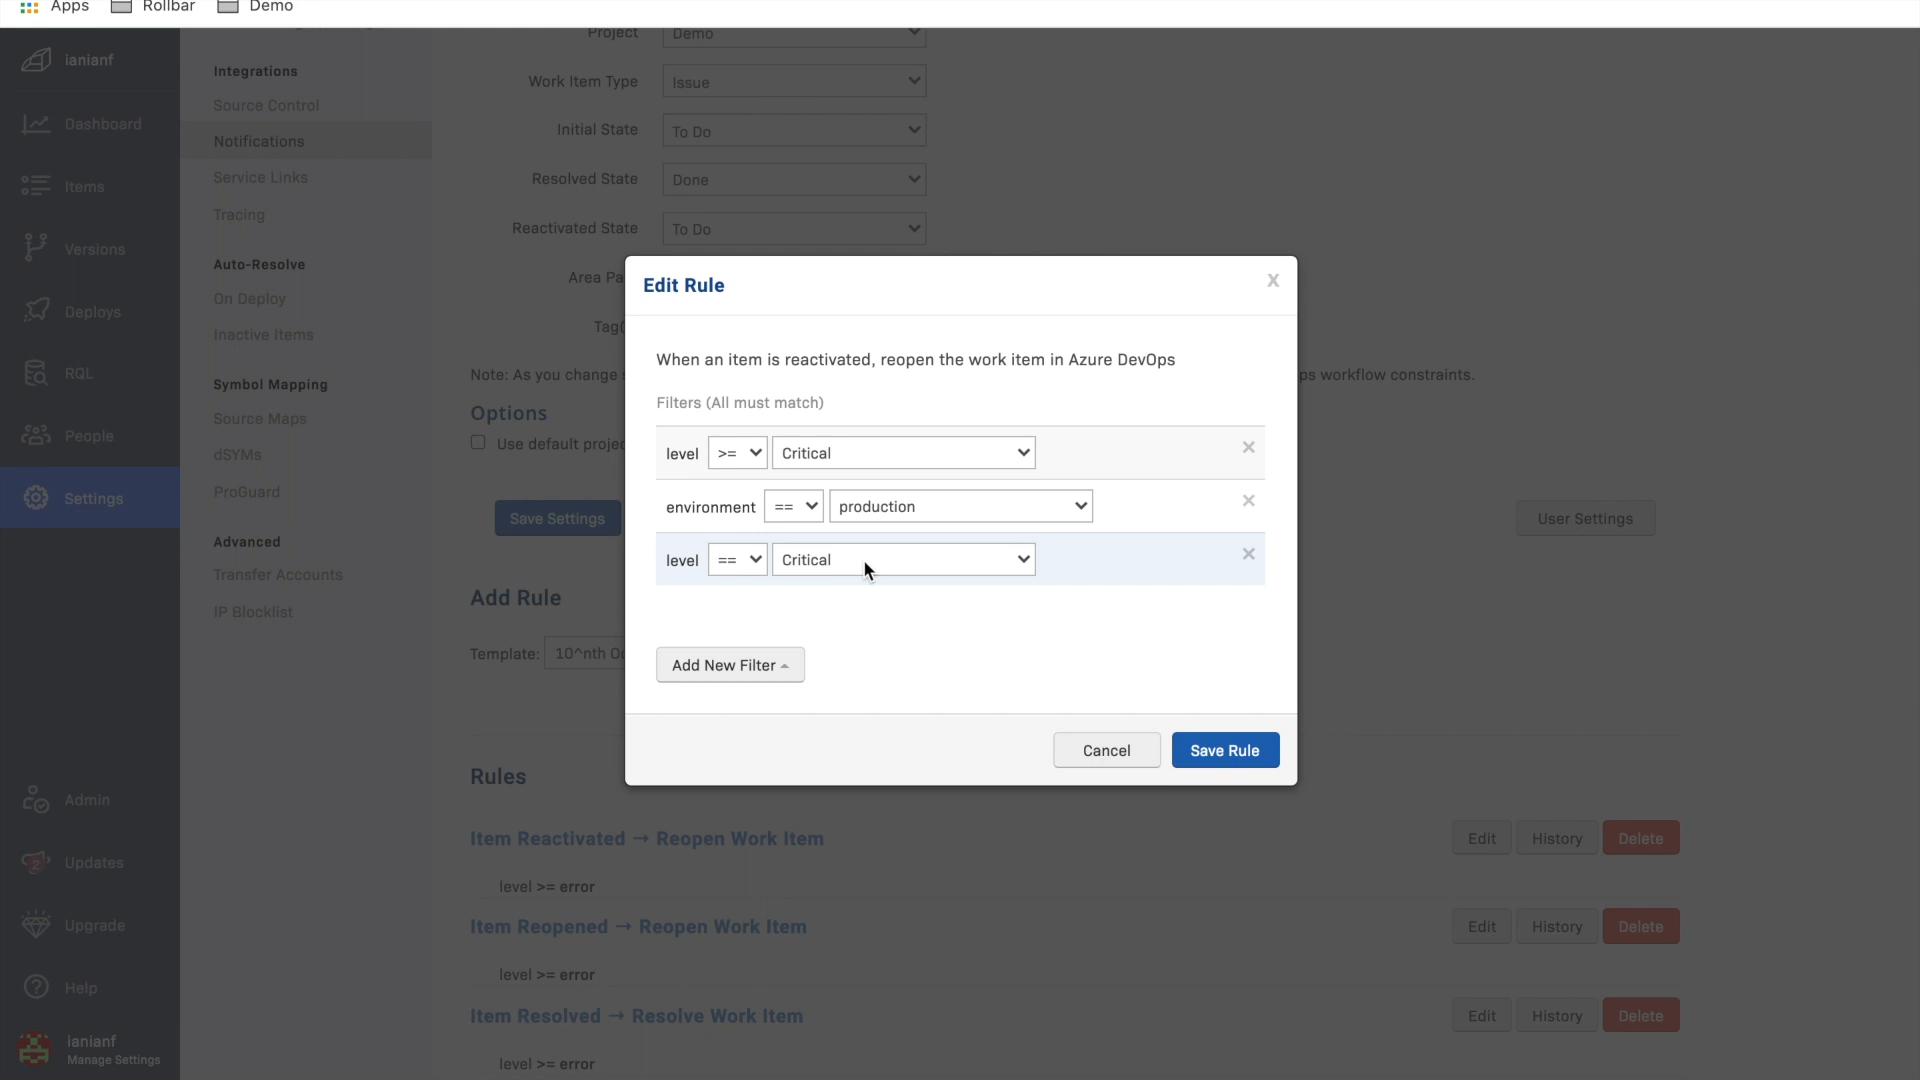 Apps Rollbar Demo
ianianf
Dashboard
Items
Versions
Deploys
RQL
People
Settings
Admin
2
Updates
Upgrade
Help
ianianf
Manage Settings
Integrations
Source Control
Notifications
Service Links
Tracing
Auto-Resolve
On Deploy
Inactive Items
Symbol Mapping
Source Maps
dSYMs
ProGuard
Advanced
Transfer Accounts
IP Blocklist
Project Demo
Work Item Type Issue
Initial State To Do
Resolved State Done
Reactivated State To Do
Area Pa
Tag(
Note: As you change s ps workflow constraints.
Options
Use default projec
Save Settings User Settings
Add Rule
Template: 10^nth Oc
Edit Rule X
When an item is reactivated, reopen the work item in Azure DevOps
Filters (All must match)
level >= Critical
environment == production
level == Critical
Add New Filter
Cancel Save Rule
Rules
Item Reactivated → Reopen Work Item Edit History Delete
level >= error
Item Reopened → Reopen Work Item Edit History Delete
level >= error
Item Resolved → Resolve Work Item Edit History Delete
level >= error